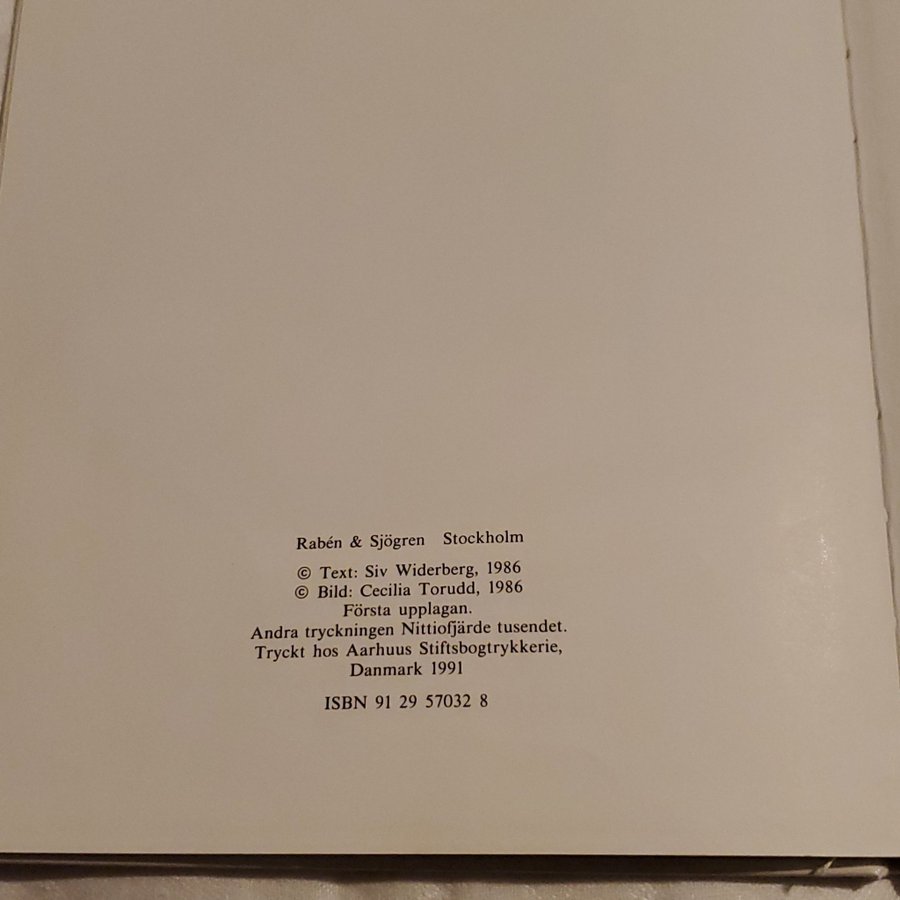 Rabén & Sjögren Stockholm
© Text: Siv Widerberg, 1986
© Bild: Cecilia Torudd, 1986
Första upplagan.
Andra tryckningen Nittiofjärde tusendet.
Tryckt hos Aarhuus Stiftsbogtrykkerie,
Danmark 1991
ISBN 91 29 57032 8